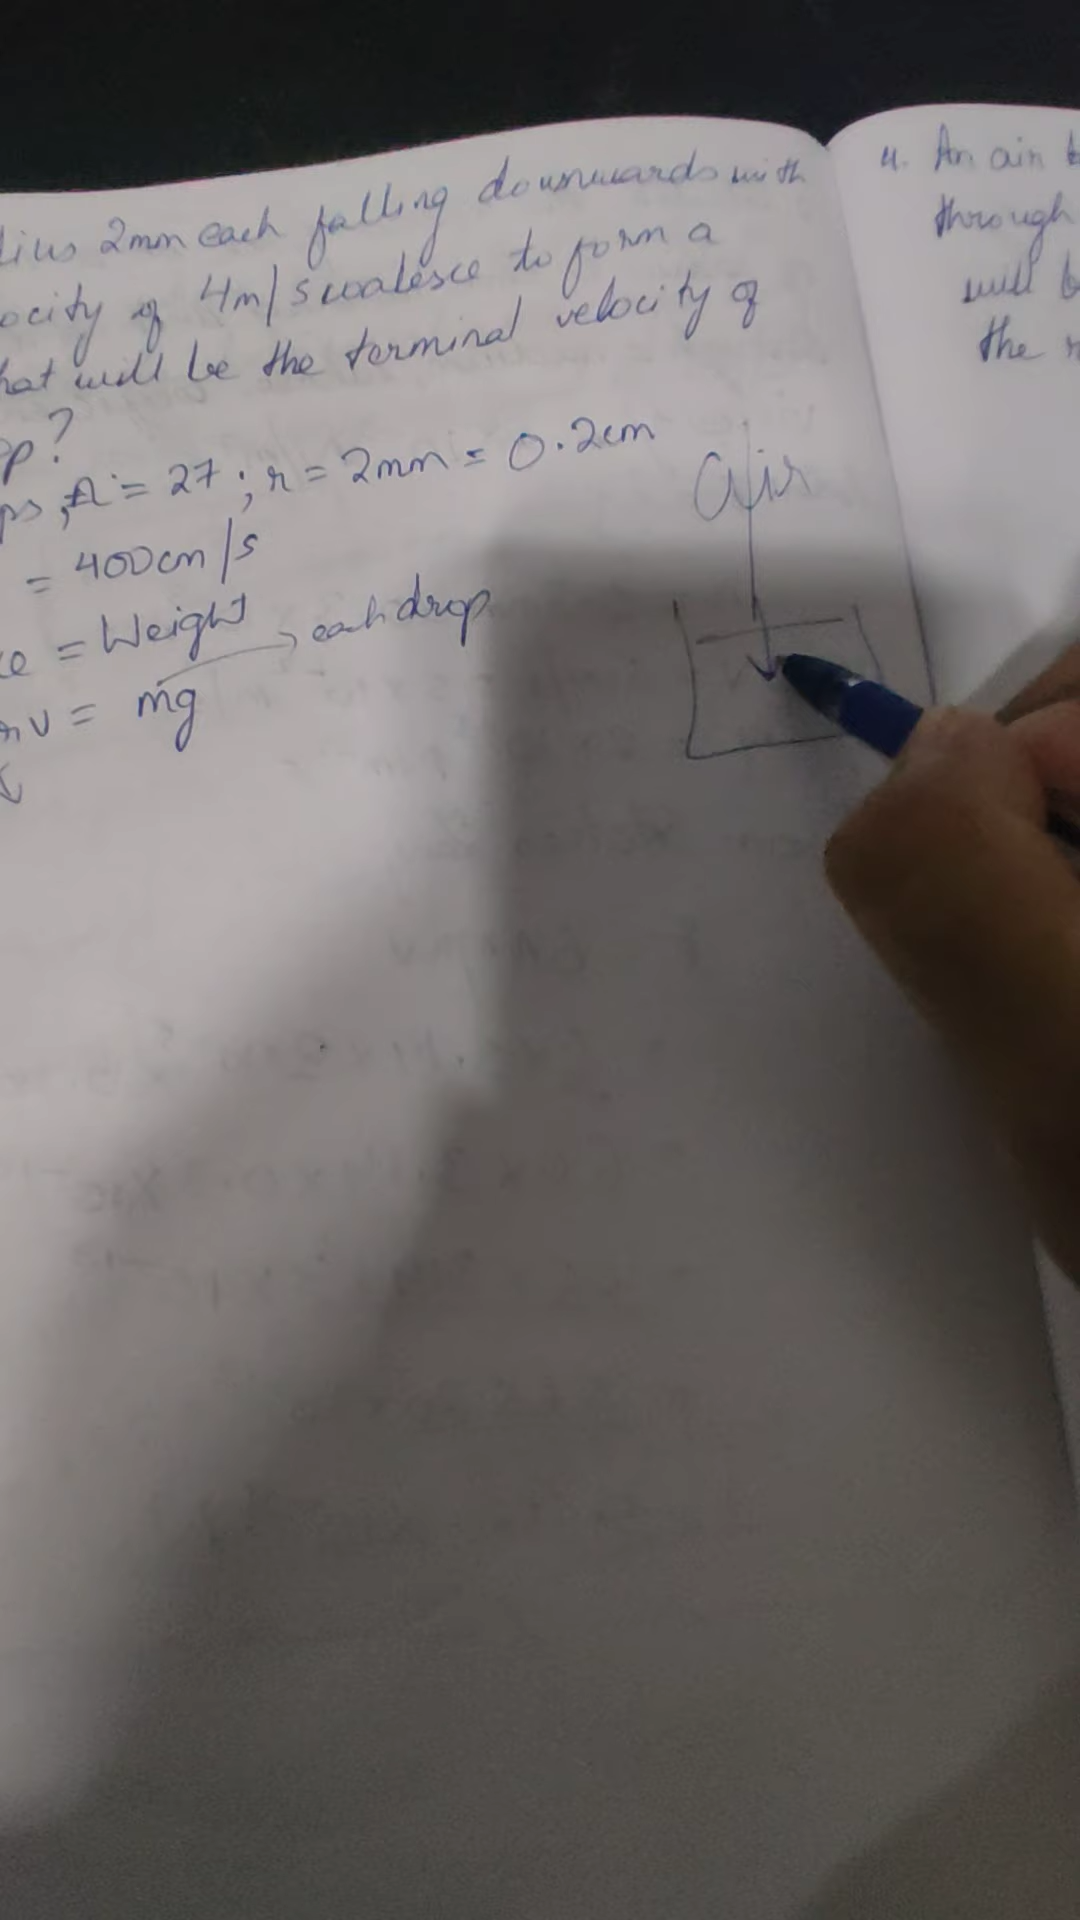 ius 2mm each falling downwards with
ocity of 4m/s coalesce to form a
hat will be the terminal velocity of
p?
ps, n = 27 ; r = 2mm = 0.2cm
= 400cm/s
ce = Weight
v = mg → each drop
air
4. An air
through
will b
the